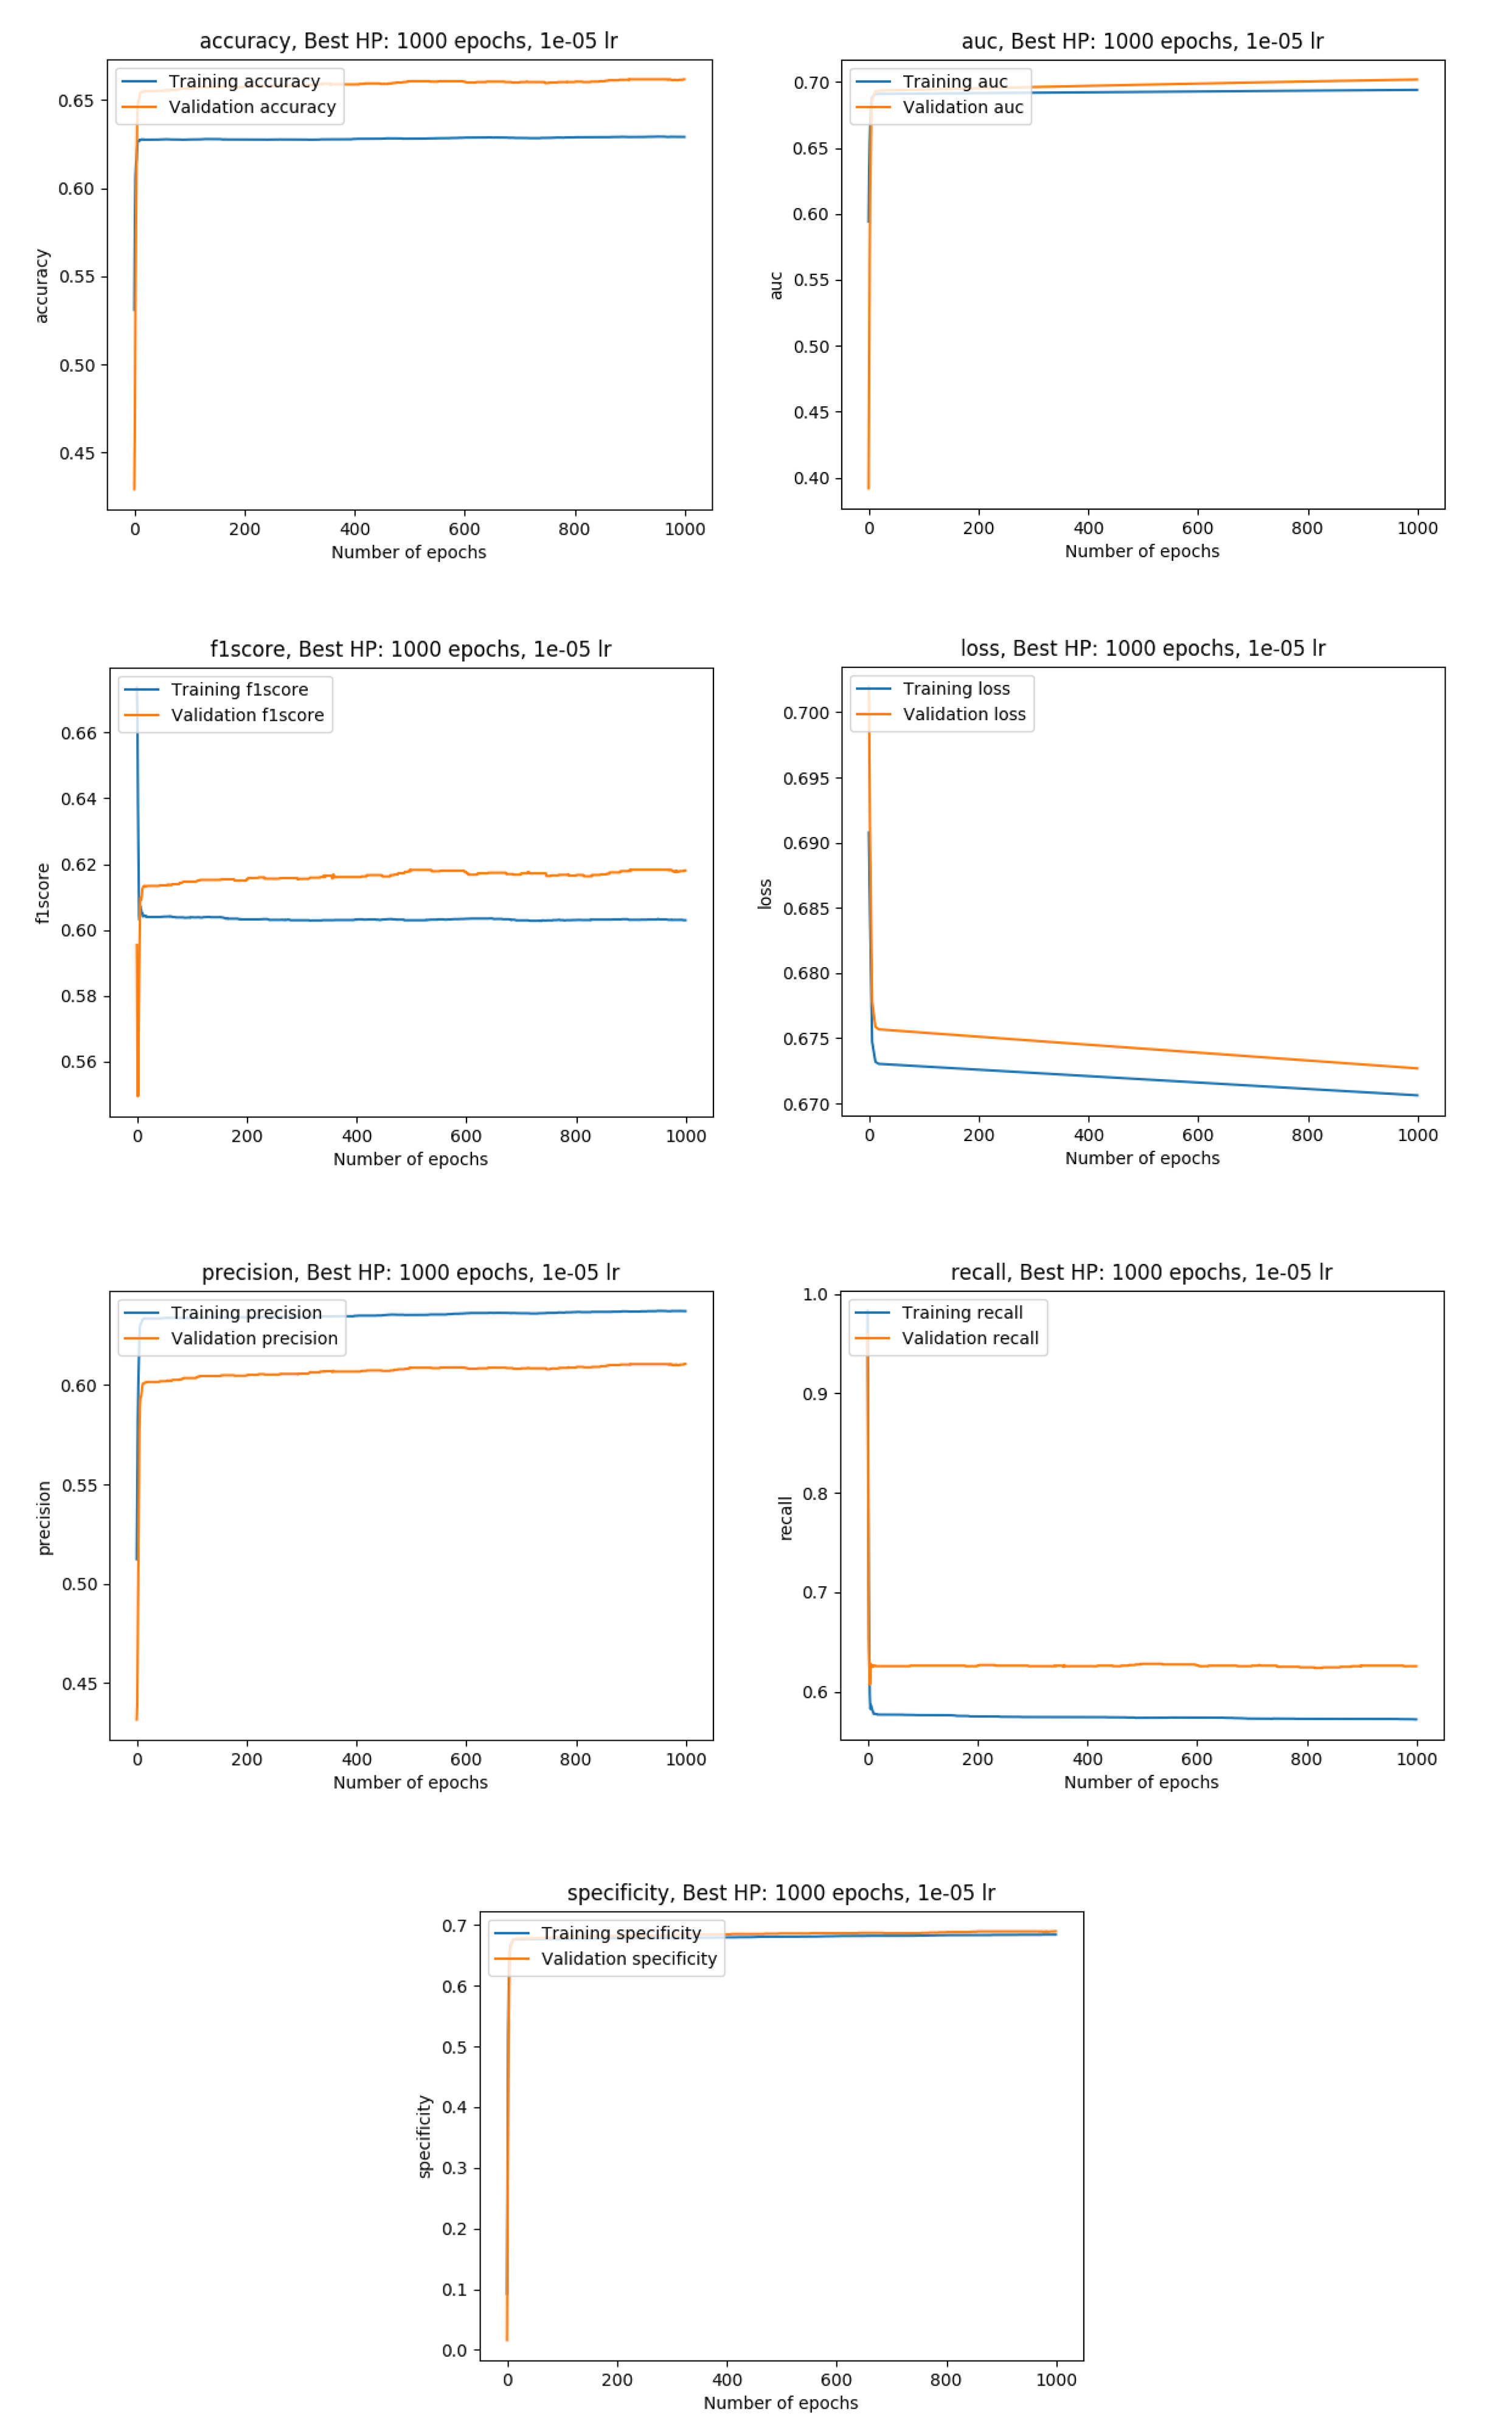 accuracy, Best HP: 1000 epochs, 1e-05 lr
Training accuracy
Validation accuracy
0.65
0.60
0.55
0.50
0.45
accuracy
0 200 400 600 800 1000
Number of epochs
auc, Best HP: 1000 epochs, 1e-05 lr
Training auc
Validation auc
0.70
0.65
0.60
0.55
0.50
0.45
0.40
auc
0 200 400 600 800 1000
Number of epochs
f1score, Best HP: 1000 epochs, 1e-05 lr
Training f1score
Validation f1score
0.66
0.64
0.62
0.60
0.58
0.56
f1score
0 200 400 600 800 1000
Number of epochs
loss, Best HP: 1000 epochs, 1e-05 lr
Training loss
Validation loss
0.700
0.695
0.690
0.685
0.680
0.675
0.670
loss
0 200 400 600 800 1000
Number of epochs
precision, Best HP: 1000 epochs, 1e-05 lr
Training precision
Validation precision
0.60
0.55
0.50
0.45
precision
0 200 400 600 800 1000
Number of epochs
recall, Best HP: 1000 epochs, 1e-05 lr
Training recall
Validation recall
1.0
0.9
0.8
0.7
0.6
recall
0 200 400 600 800 1000
Number of epochs
specificity, Best HP: 1000 epochs, 1e-05 lr
Training specificity
Validation specificity
0.7
0.6
0.5
0.4
0.3
0.2
0.1
0.0
specificity
0 200 400 600 800 1000
Number of epochs